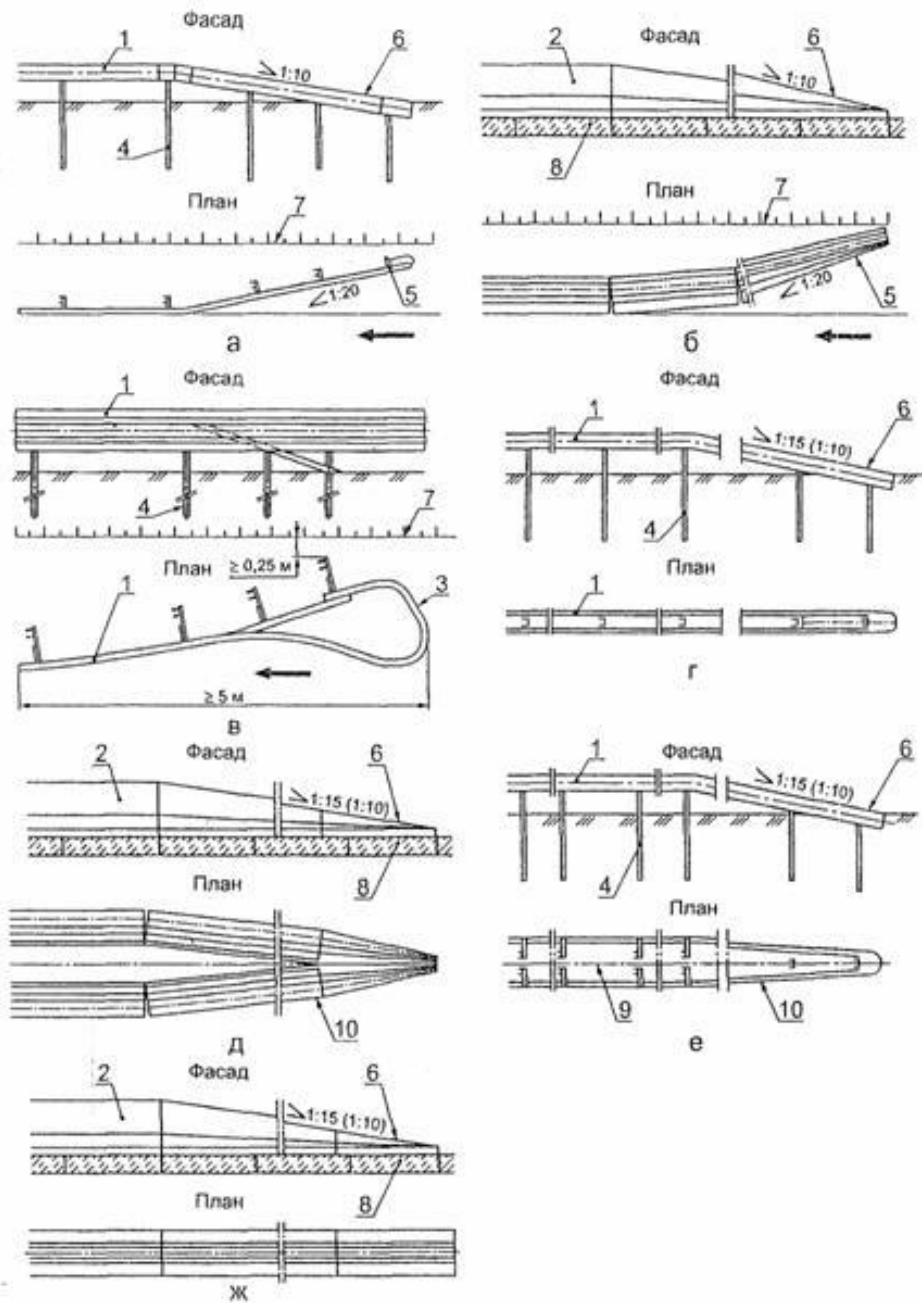 Фасад
1
6
1:10
4
План
7
1:20
5
а
Фасад
2
6
1:10
8
План
7
1:20
5
б
Фасад
1
4
7
План
≥ 0,25 м
3
1
≥ 5 м
в
Фасад
1
6
1:15 (1:10)
4
План
1
г
Фасад
2
6
1:15 (1:10)
8
План
10
д
Фасад
1
6
1:15 (1:10)
4
План
9
10
е
Фасад
2
6
1:15 (1:10)
8
План
ж